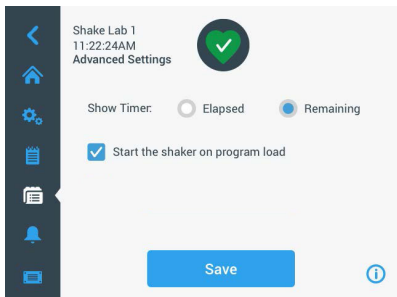 Shake Lab 1
11:22:24AM
Advanced Settings
Show Timer: Elapsed Remaining
Start the shaker on program load
Save